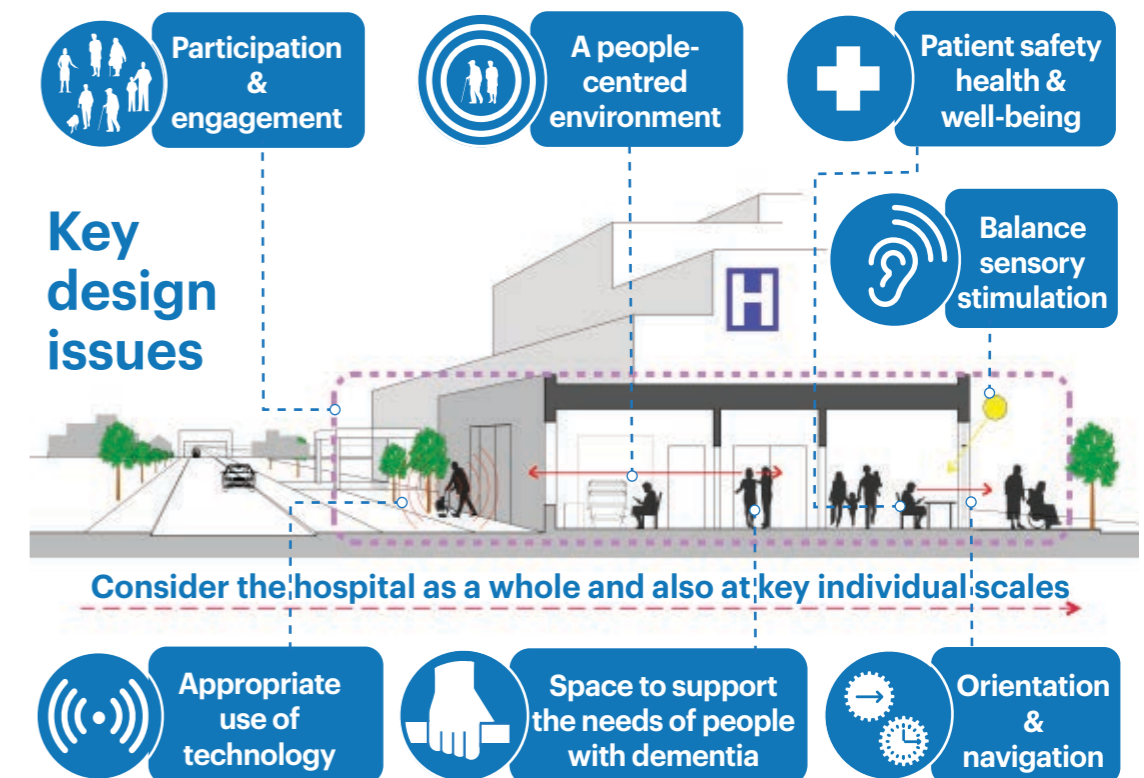 Participation
&
engagement
A people-
centred
environment
Patient safety
health &
well-being
Key
design
issues
Balance
sensory
stimulation
H
Consider the hospital as a whole and also at key individual scales
Appropriate
use of
technology
Space to support
the needs of people
with dementia
Orientation
&
navigation